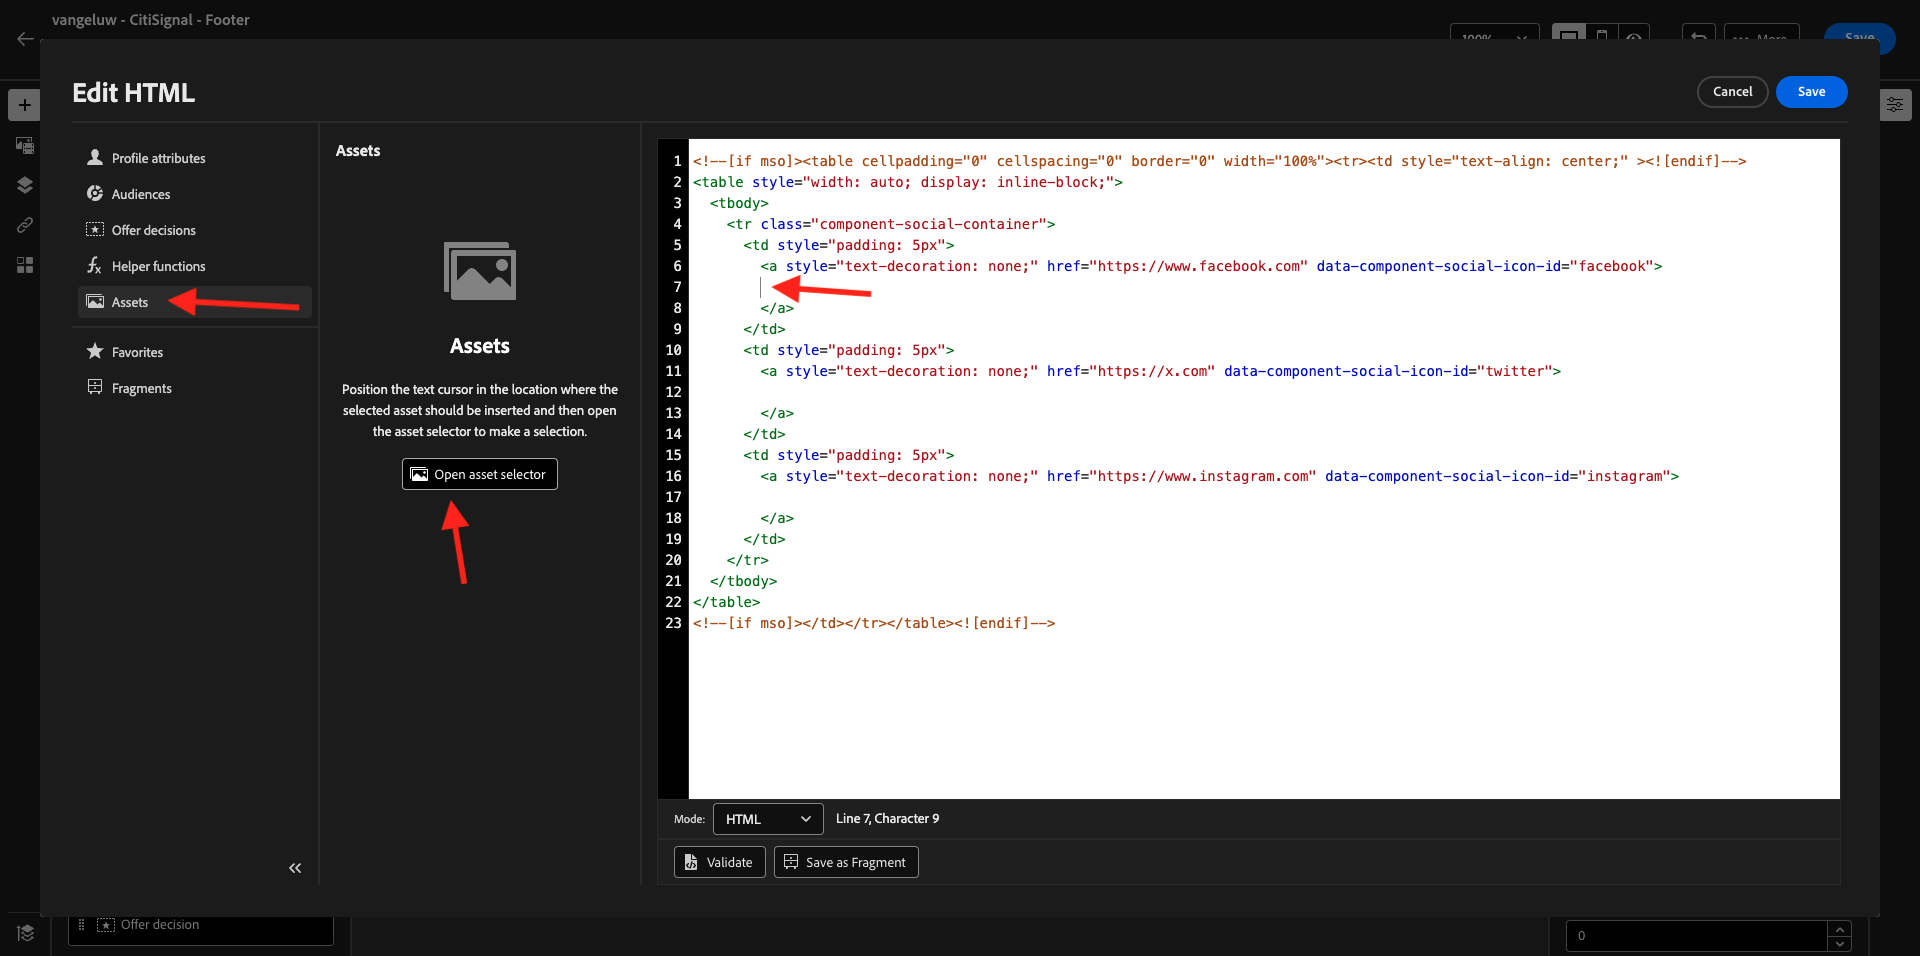 vangeluw - CitiSignal - Footer
100%
More
Save
Edit HTML
Cancel
Save
Profile attributes
Audiences
Offer decisions
Helper functions
Assets
Favorites
Fragments
Assets
Assets
Position the text cursor in the location where the
selected asset should be inserted and then open
the asset selector to make a selection.
Open asset selector
1 <!--[if mso]><table cellpadding="0" cellspacing="0" border="0" width="100%"><tr><td style="text-align: center;" ><![endif]-->
2 <table style="width: auto; display: inline-block;">
3 <tbody>
4 <tr class="component-social-container">
5 <td style="padding: 5px">
6 <a style="text-decoration: none;" href="https://www.facebook.com" data-component-social-icon-id="facebook">
7
8 </a>
9 </td>
10 <td style="padding: 5px">
11 <a style="text-decoration: none;" href="https://x.com" data-component-social-icon-id="twitter">
12
13 </a>
14 </td>
15 <td style="padding: 5px">
16 <a style="text-decoration: none;" href="https://www.instagram.com" data-component-social-icon-id="instagram">
17
18 </a>
19 </td>
20 </tr>
21 </tbody>
22 </table>
23 <!--[if mso]></td></tr></table><![endif]-->
Mode: HTML Line 7, Character 9
Validate
Save as Fragment
Offer decision
0